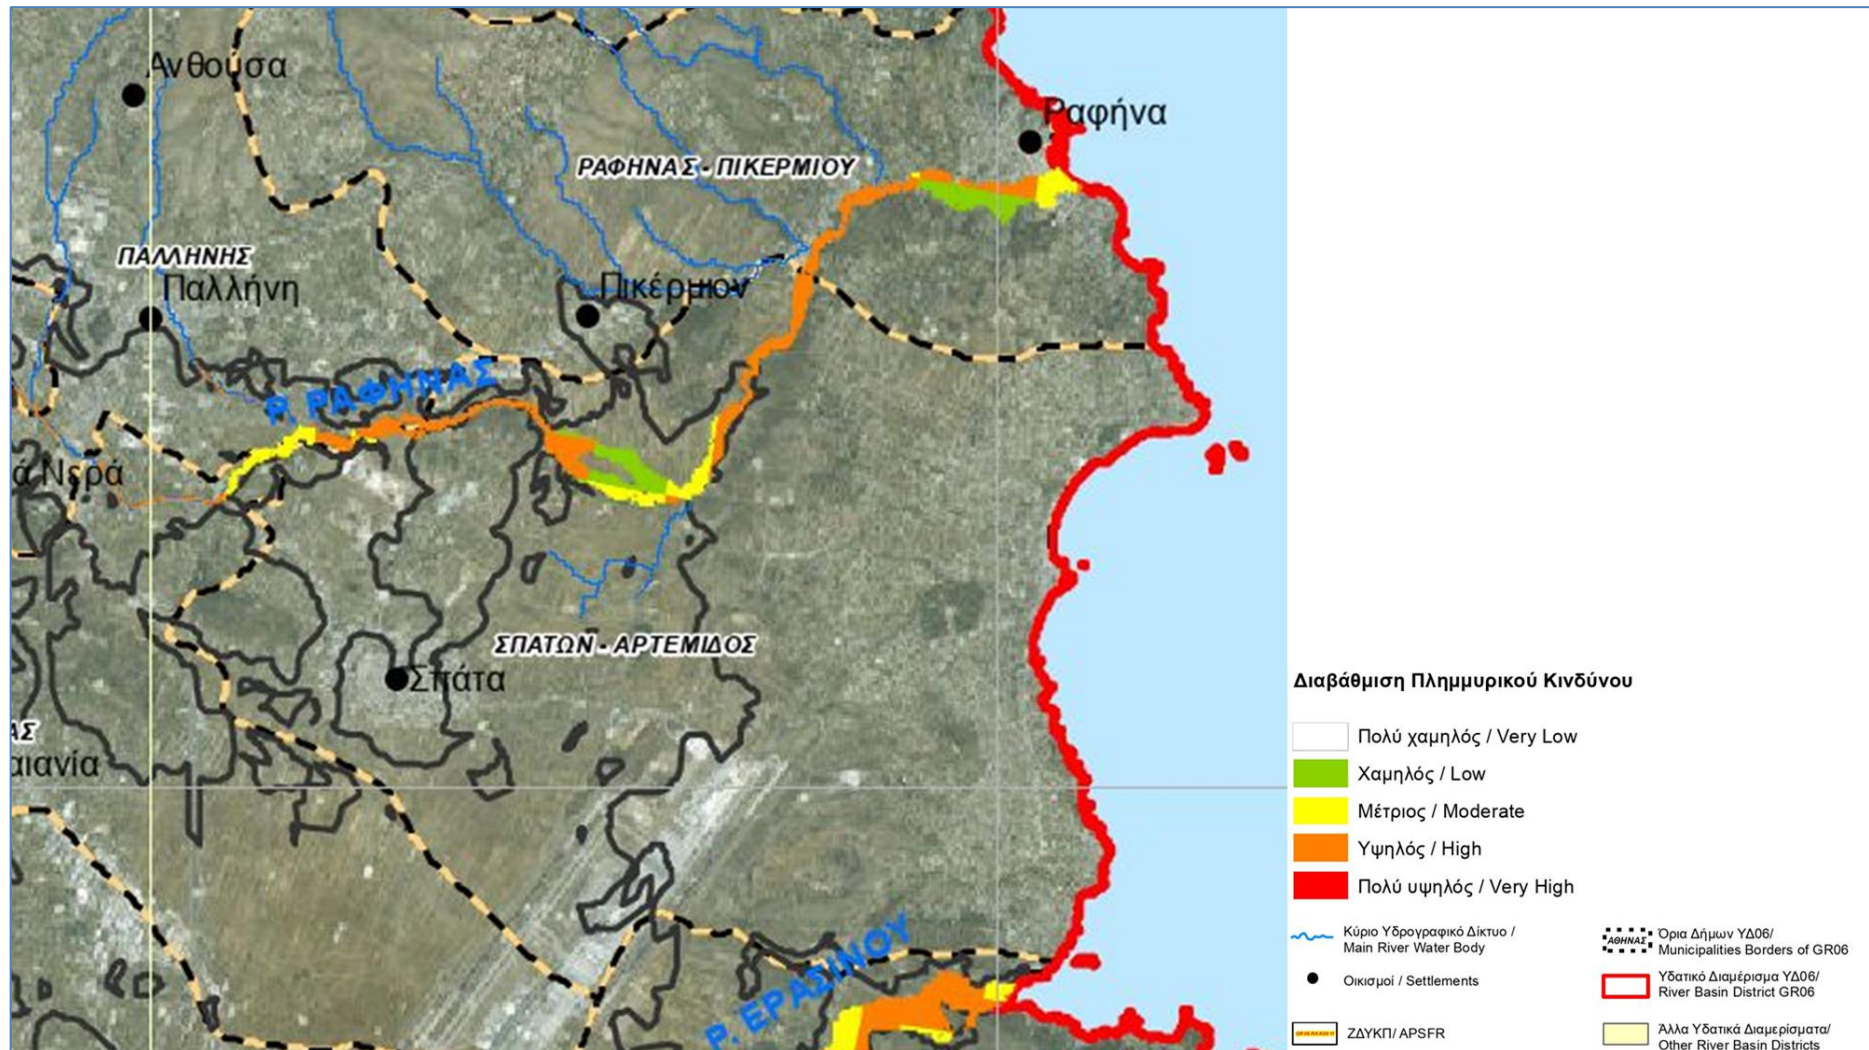 Ανθούσα
Ραφήνα
ΡΑΦΗΝΑΣ - ΠΙΚΕΡΜΙΟΥ
ΠΑΛΛΗΝΗΣ
Παλλήνη
Πικέρμιον
Ρ. ΡΑΦΗΝΑΣ
ά Νερά
ΣΠΑΤΩΝ - ΑΡΤΕΜΙΔΟΣ
Σπάτα
ΑΣ
αιανία
Ρ. ΕΡΑΣΙΝΟΥ
Διαβάθμιση Πλημμυρικού Κινδύνου
Πολύ χαμηλός / Very Low
Χαμηλός / Low
Μέτριος / Moderate
Υψηλός / High
Πολύ υψηλός / Very High
Κύριο Υδρογραφικό Δίκτυο /
Main River Water Body
Οικισμοί / Settlements
ΖΔΥΚΠ/ APSFR
ΑΘΗΝΑΣ
Όρια Δήμων ΥΔ06/
Municipalities Borders of GR06
Υδατικό Διαμέρισμα ΥΔ06/
River Basin District GR06
Άλλα Υδατικά Διαμερίσματα/
Other River Basin Districts